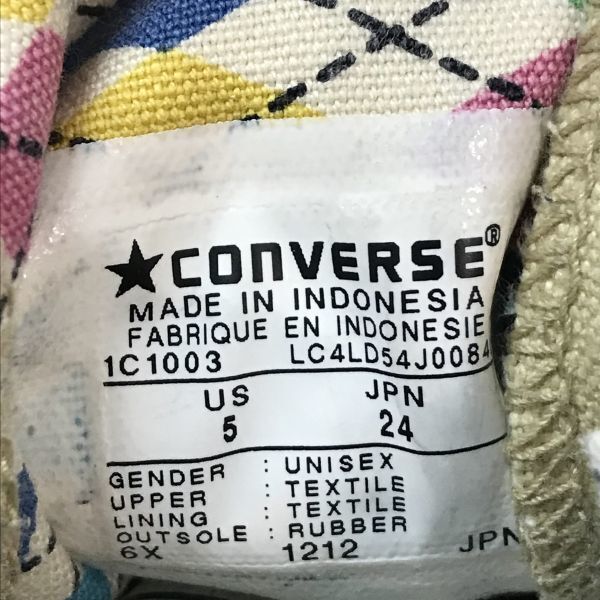 ★CONVERSE®
MADE IN INDONESIA
FABRIQUE EN INDONESIE
1C1003 LC4LD54J0084
US JPN
5 24
GENDER : UNISEX
UPPER : TEXTILE
LINING : TEXTILE
OUTSOLE : RUBBER
6X 1212 JPN